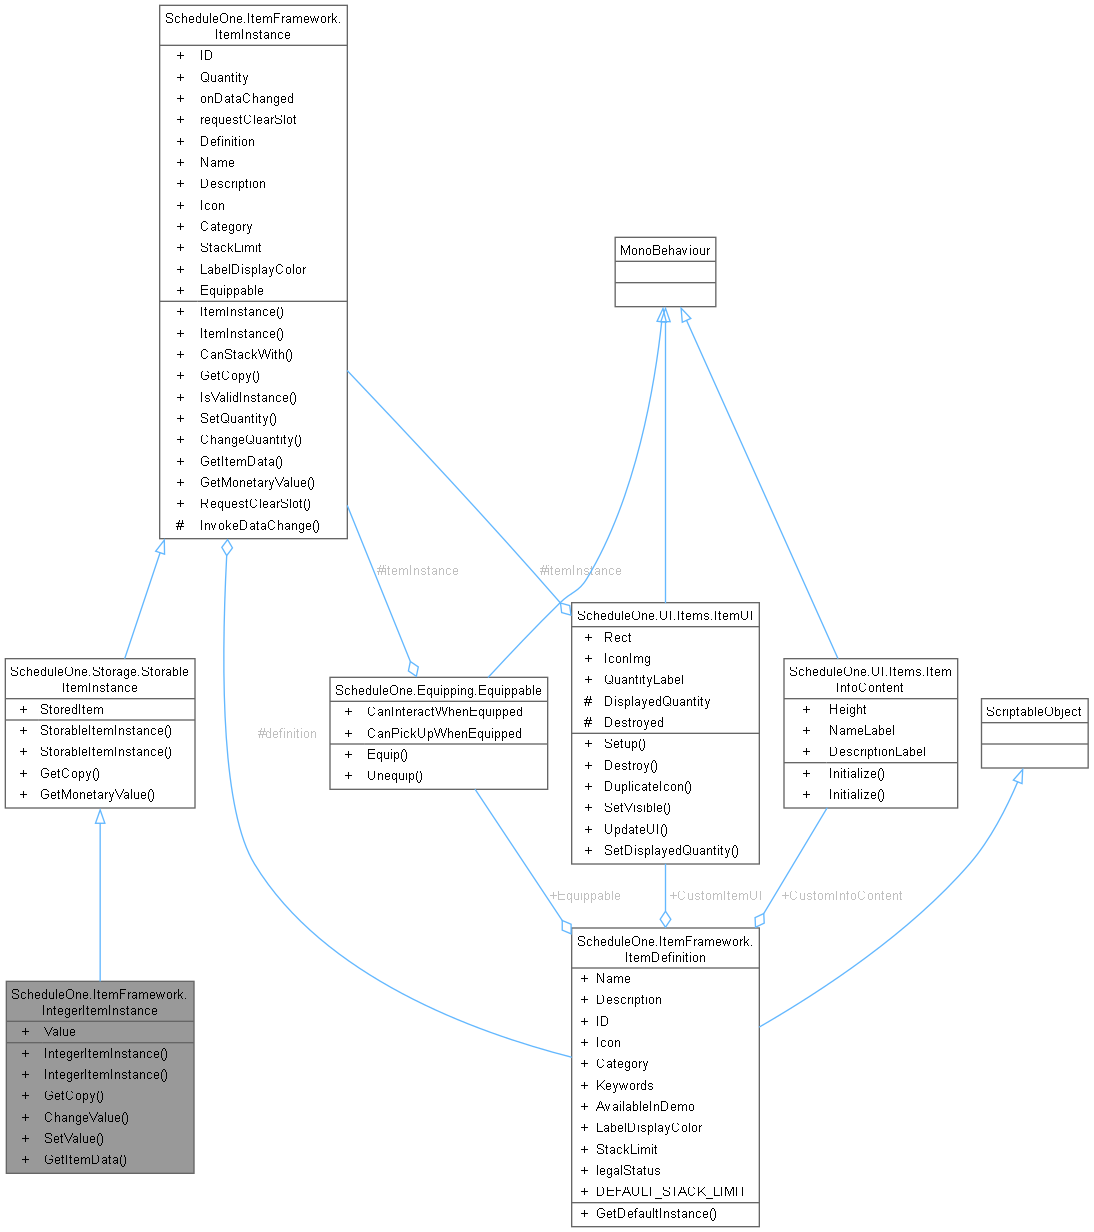 ScheduleOne.ItemFramework.
ItemInstance
+ ID
+ Quantity
+ onDataChanged
+ requestClearSlot
+ Definition
+ Name
+ Description
+ Icon
+ Category
+ StackLimit
+ LabelDisplayColor
+ Equippable
+ ItemInstance()
+ ItemInstance()
+ CanStackWith()
+ GetCopy()
+ IsValidInstance()
+ SetQuantity()
+ ChangeQuantity()
+ GetItemData()
+ GetMonetaryValue()
+ RequestClearSlot()
# InvokeDataChange()
MonoBehaviour
#itemInstance
#itemInstance
ScheduleOne.Storage.Storable
ItemInstance
+ StoredItem
+ StorableItemInstance()
+ StorableItemInstance()
+ GetCopy()
+ GetMonetaryValue()
#definition
ScheduleOne.Equipping.Equippable
+ CanInteractWhenEquipped
+ CanPickUpWhenEquipped
+ Equip()
+ Unequip()
ScheduleOne.UI.Items.ItemUI
+ Rect
+ IconImg
+ QuantityLabel
# DisplayedQuantity
# Destroyed
+ Setup()
+ Destroy()
+ DuplicateIcon()
+ SetVisible()
+ UpdateUI()
+ SetDisplayedQuantity()
ScheduleOne.UI.Items.Item
InfoContent
+ Height
+ NameLabel
+ DescriptionLabel
+ Initialize()
+ Initialize()
ScriptableObject
+Equippable
+CustomItemUI
+CustomInfoContent
ScheduleOne.ItemFramework.
IntegerItemInstance
+ Value
+ IntegerItemInstance()
+ IntegerItemInstance()
+ GetCopy()
+ ChangeValue()
+ SetValue()
+ GetItemData()
ScheduleOne.ItemFramework.
ItemDefinition
+ Name
+ Description
+ ID
+ Icon
+ Category
+ Keywords
+ AvailableInDemo
+ LabelDisplayColor
+ StackLimit
+ legalStatus
+ DEFAULT_STACK_LIMIT
+ GetDefaultInstance()